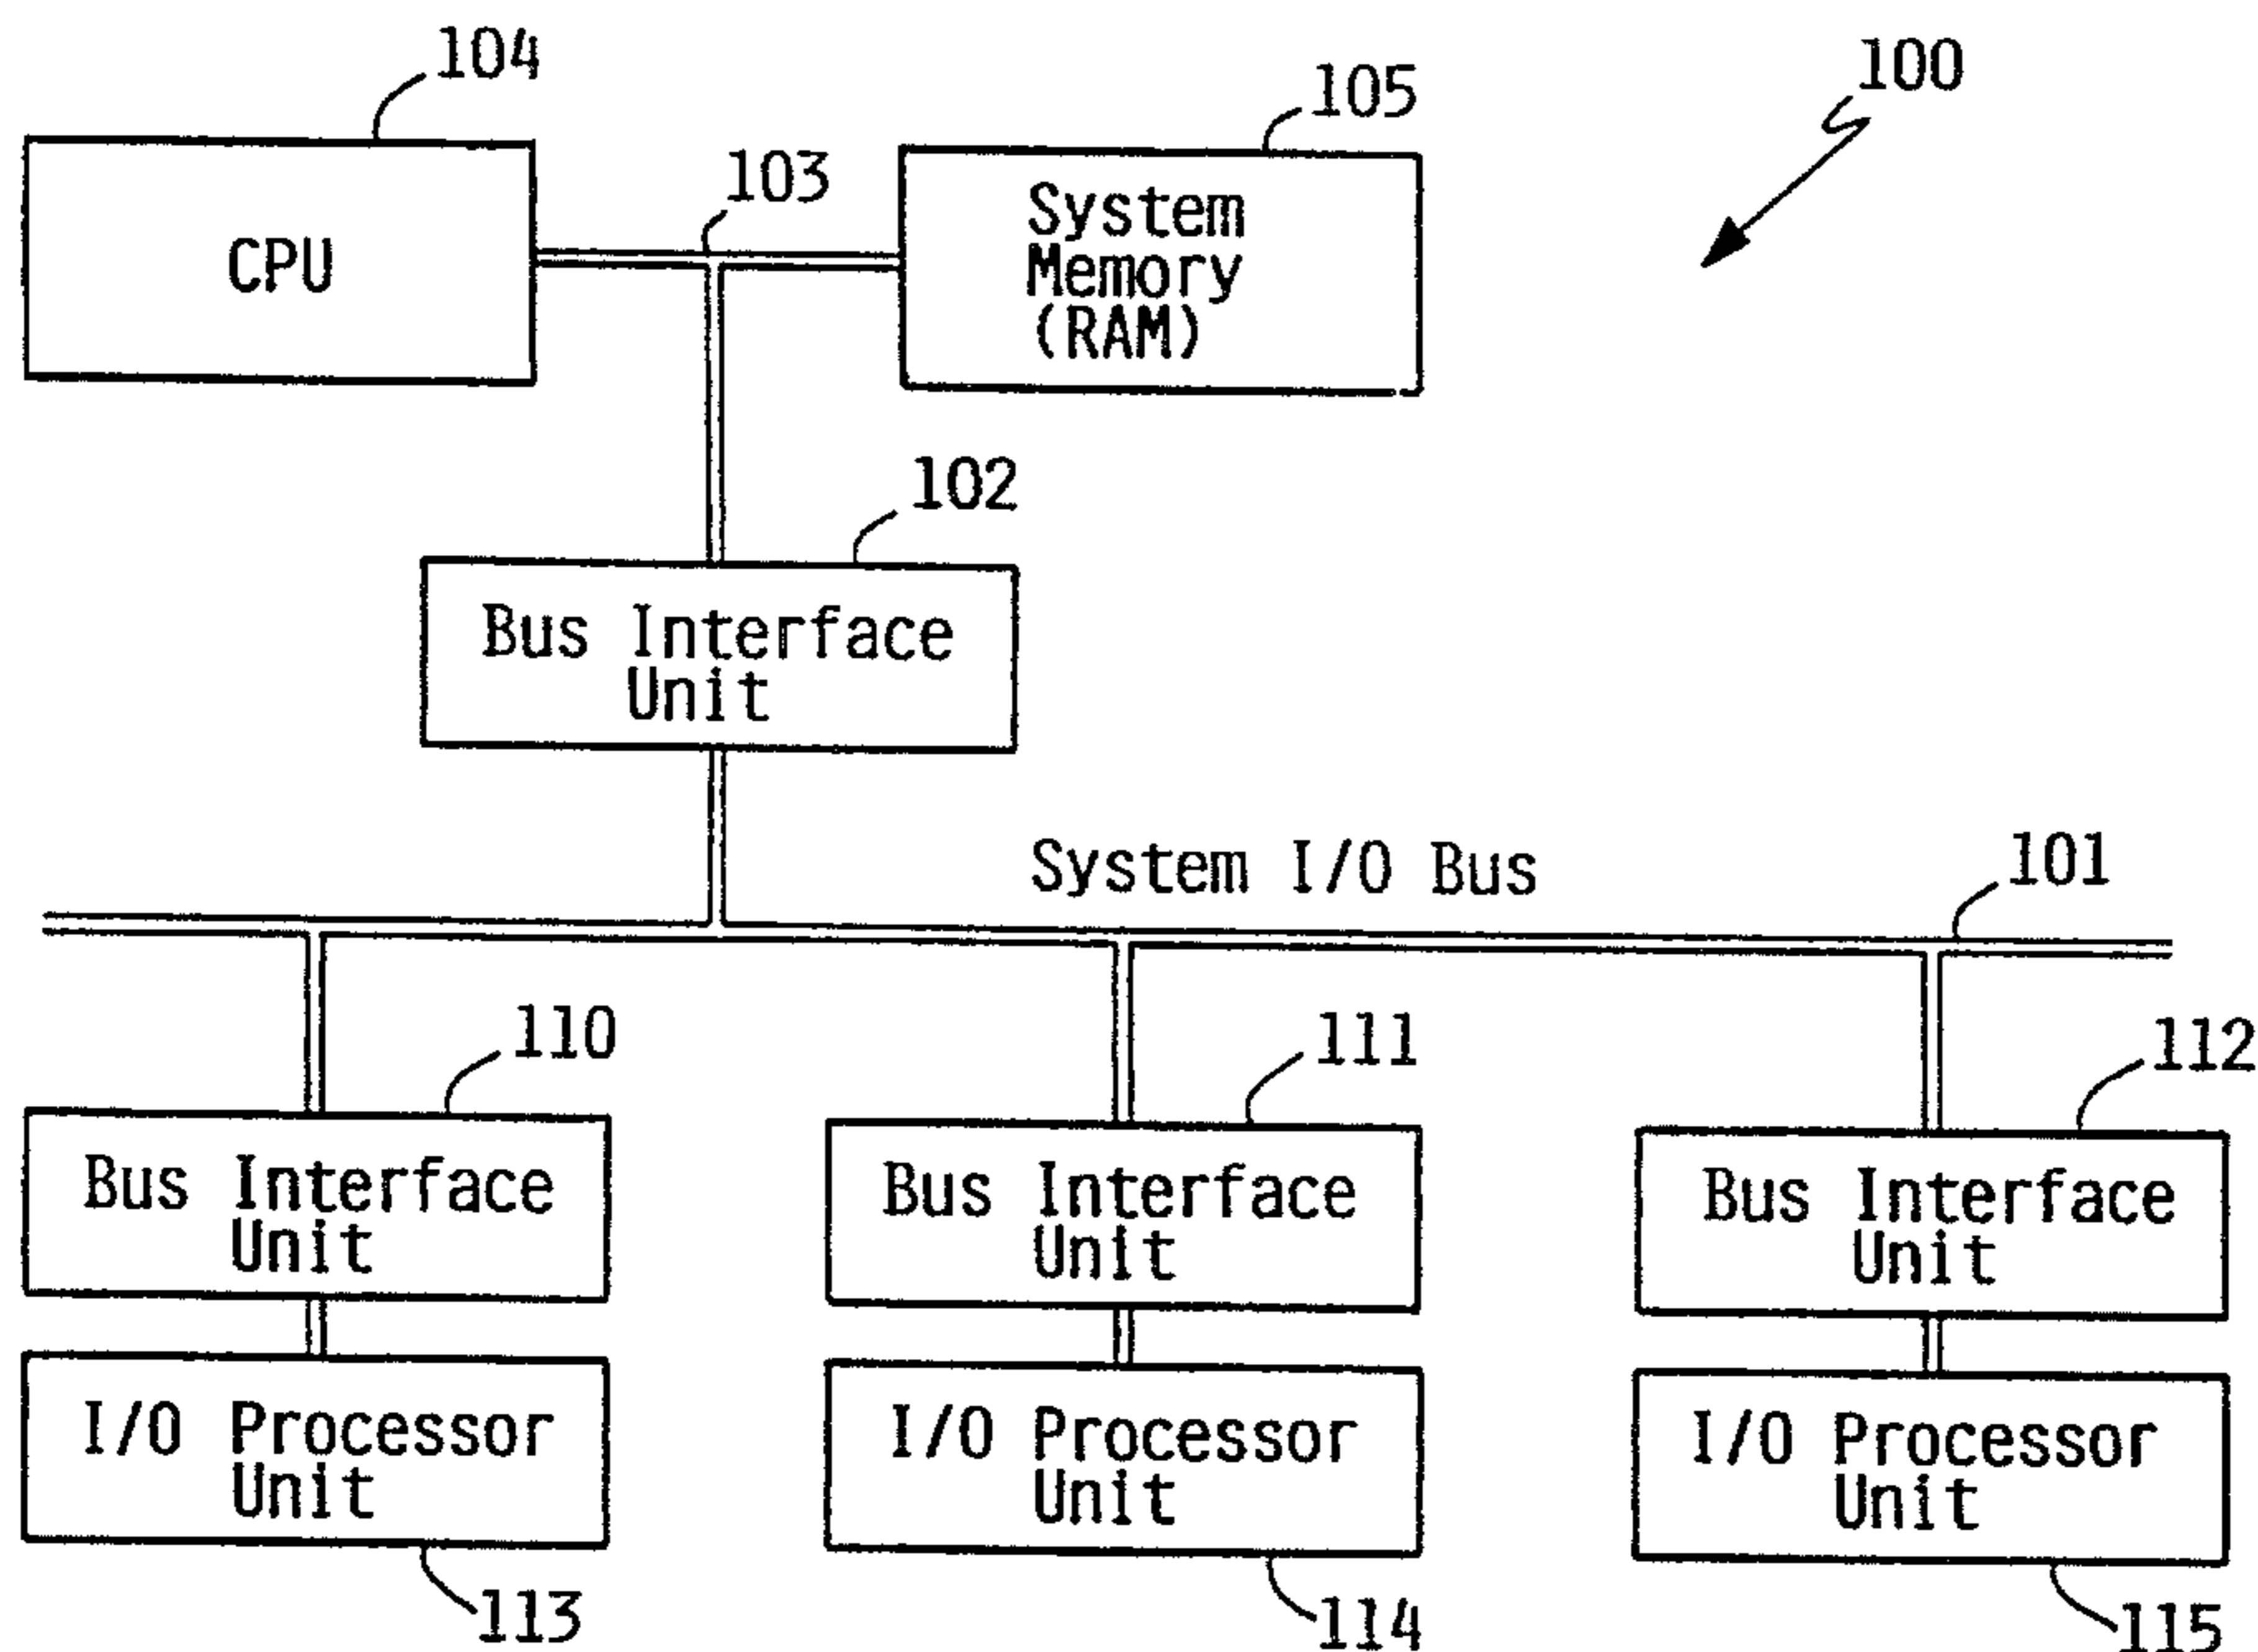 104
105
100
103
CPU
System
Memory
(RAM)
102
Bus Interface
Unit
System I/O Bus
101
110
111
112
Bus Interface
Unit
Bus Interface
Unit
Bus Interface
Unit
I/O Processor
Unit
I/O Processor
Unit
I/O Processor
Unit
113
114
115